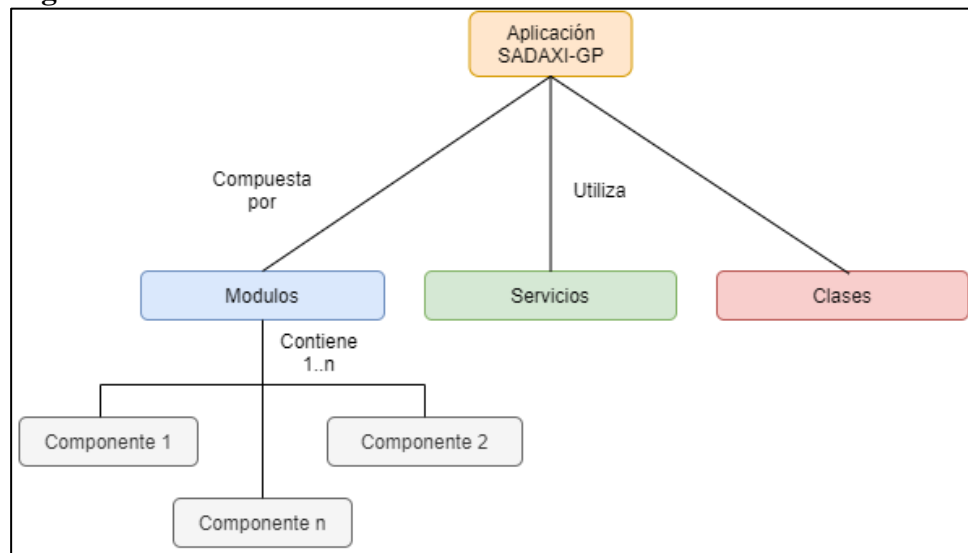 Aplicación
SADAXI-GP
Compuesta
por
Utiliza
Modulos
Servicios
Clases
Contiene
1..n
Componente 1
Componente 2
Componente n